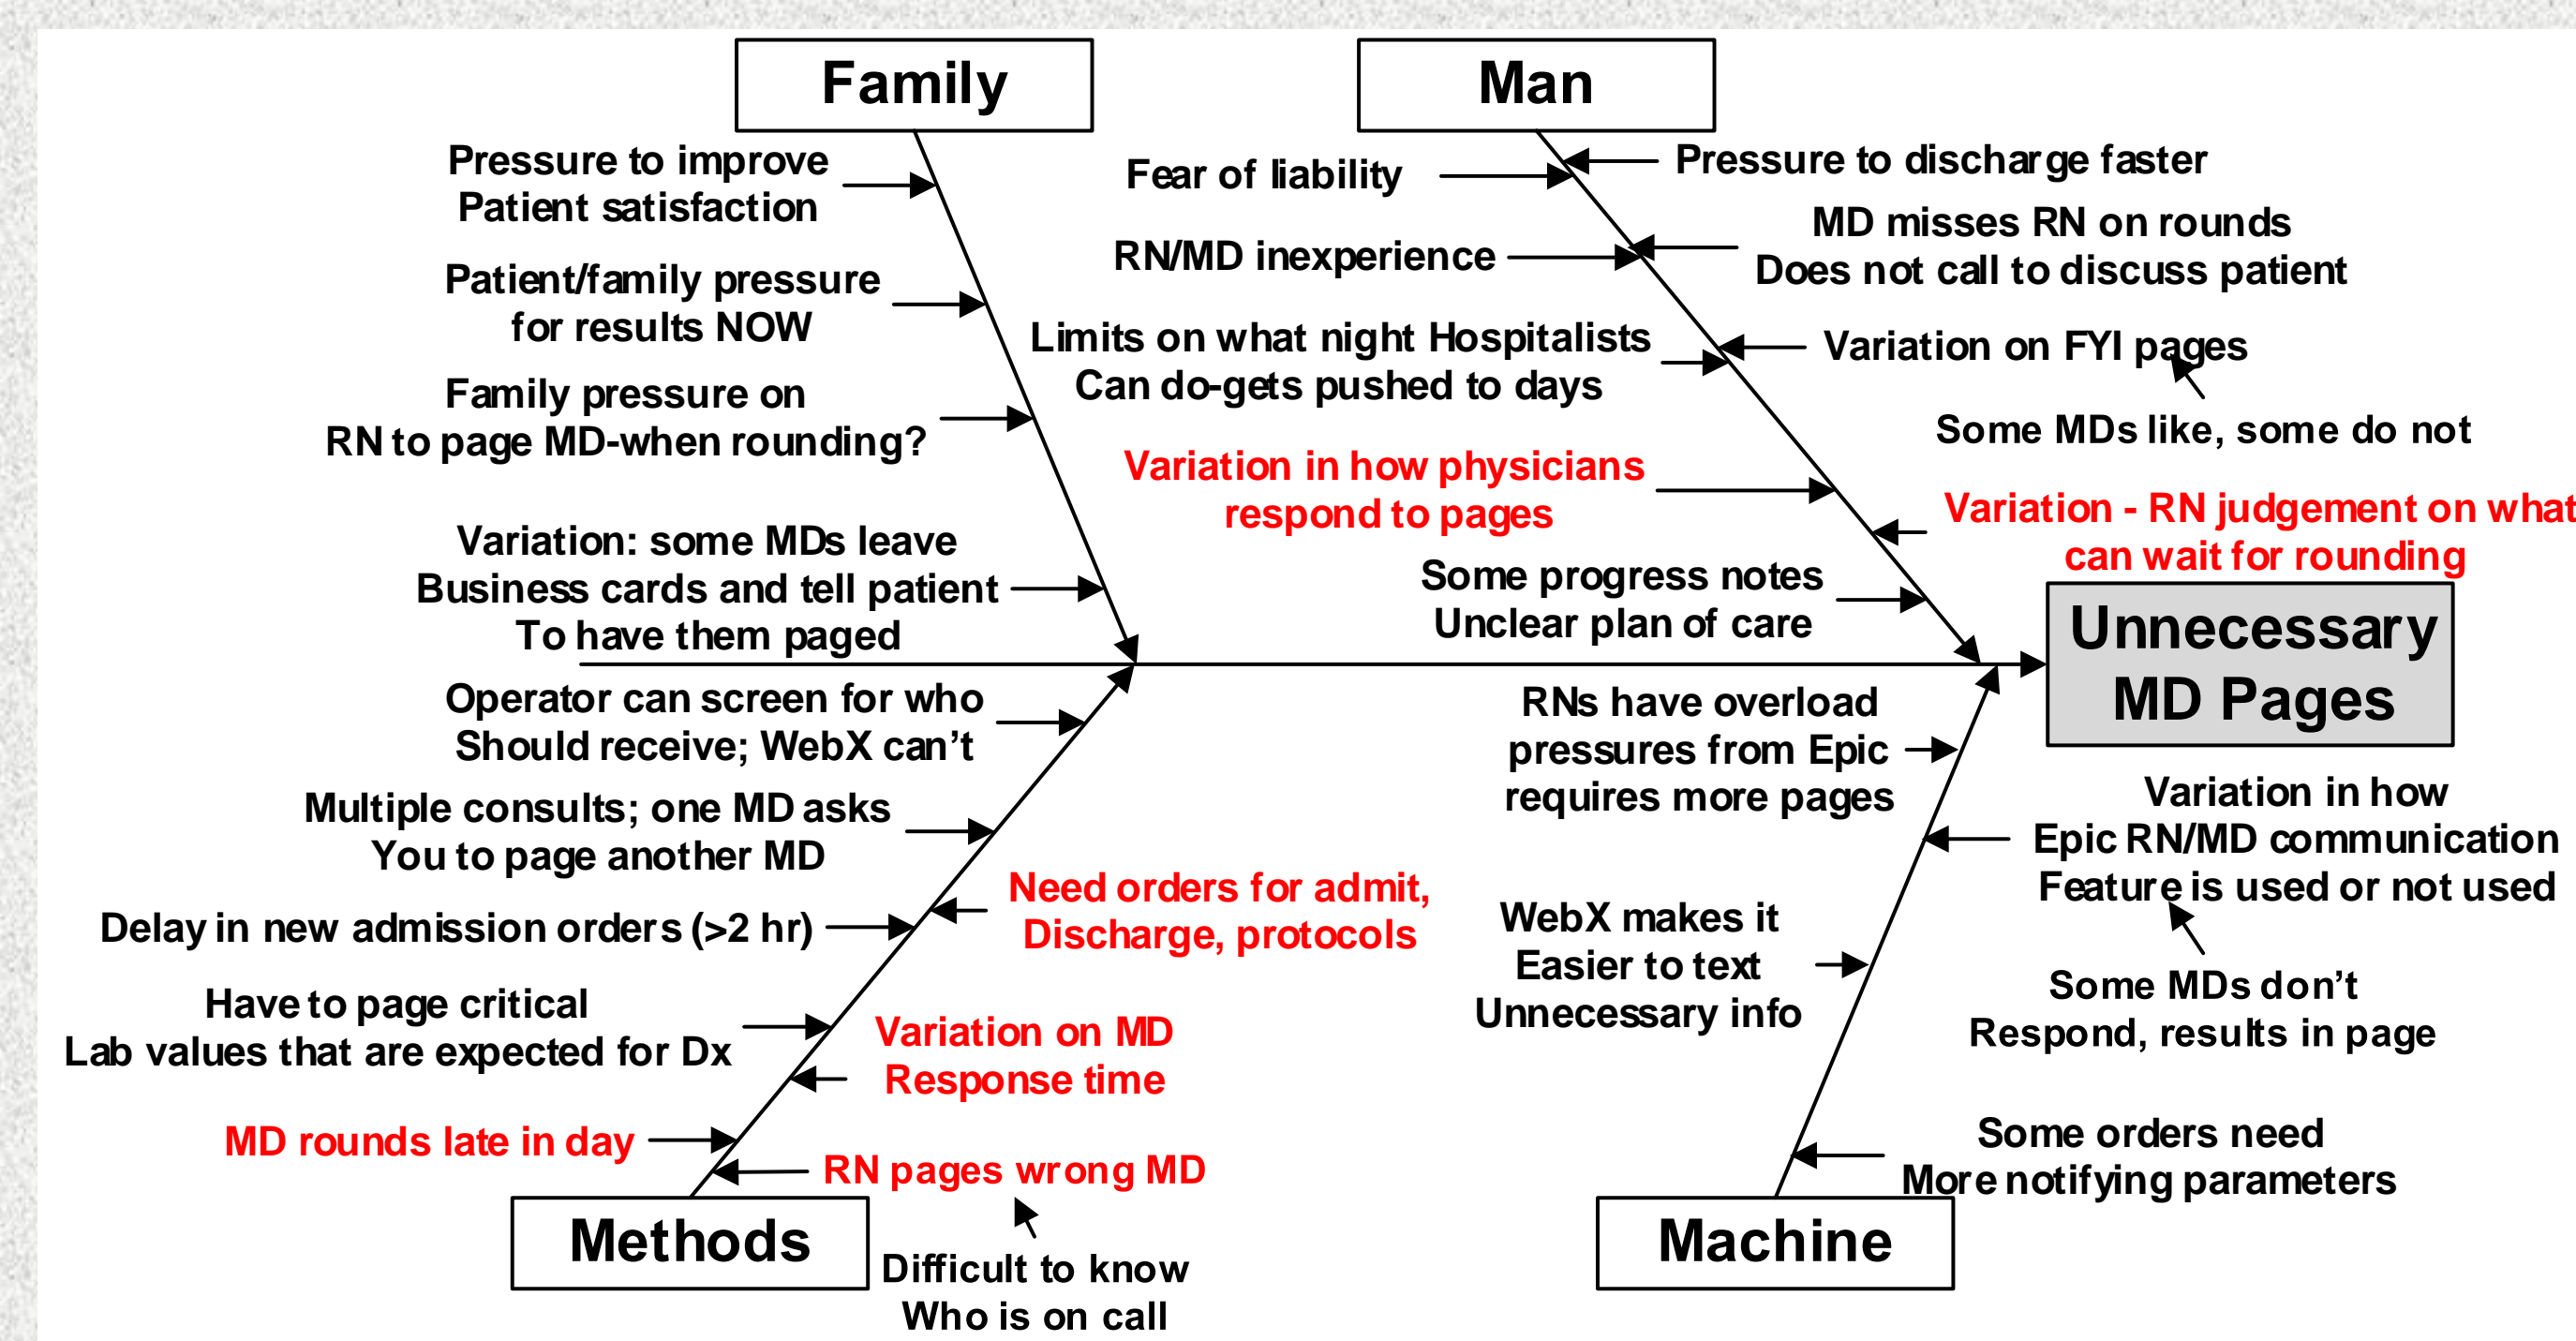 Family
Man
Pressure to improve
Patient satisfaction
Patient/family pressure
for results NOW
Family pressure on
RN to page MD-when rounding?
Variation: some MDs leave
Business cards and tell patient
To have them paged
Fear of liability
RN/MD inexperience
Limits on what night Hospitalists
Can do-gets pushed to days
Variation in how physicians
respond to pages
Some progress notes
Unclear plan of care
Pressure to discharge faster
MD misses RN on rounds
Does not call to discuss patient
Variation on FYI pages
Some MDs like, some do not
Variation - RN judgement on what
can wait for rounding
Unnecessary
MD Pages
Operator can screen for who
Should receive; WebX can’t
Multiple consults; one MD asks
You to page another MD
Delay in new admission orders (>2 hr)
Have to page critical
Lab values that are expected for Dx
MD rounds late in day
Need orders for admit,
Discharge, protocols
Variation on MD
Response time
RN pages wrong MD
Difficult to know
Who is on call
Methods
RNs have overload
pressures from Epic
requires more pages
WebX makes it
Easier to text
Unnecessary info
Variation in how
Epic RN/MD communication
Feature is used or not used
Some MDs don’t
Respond, results in page
Some orders need
More notifying parameters
Machine